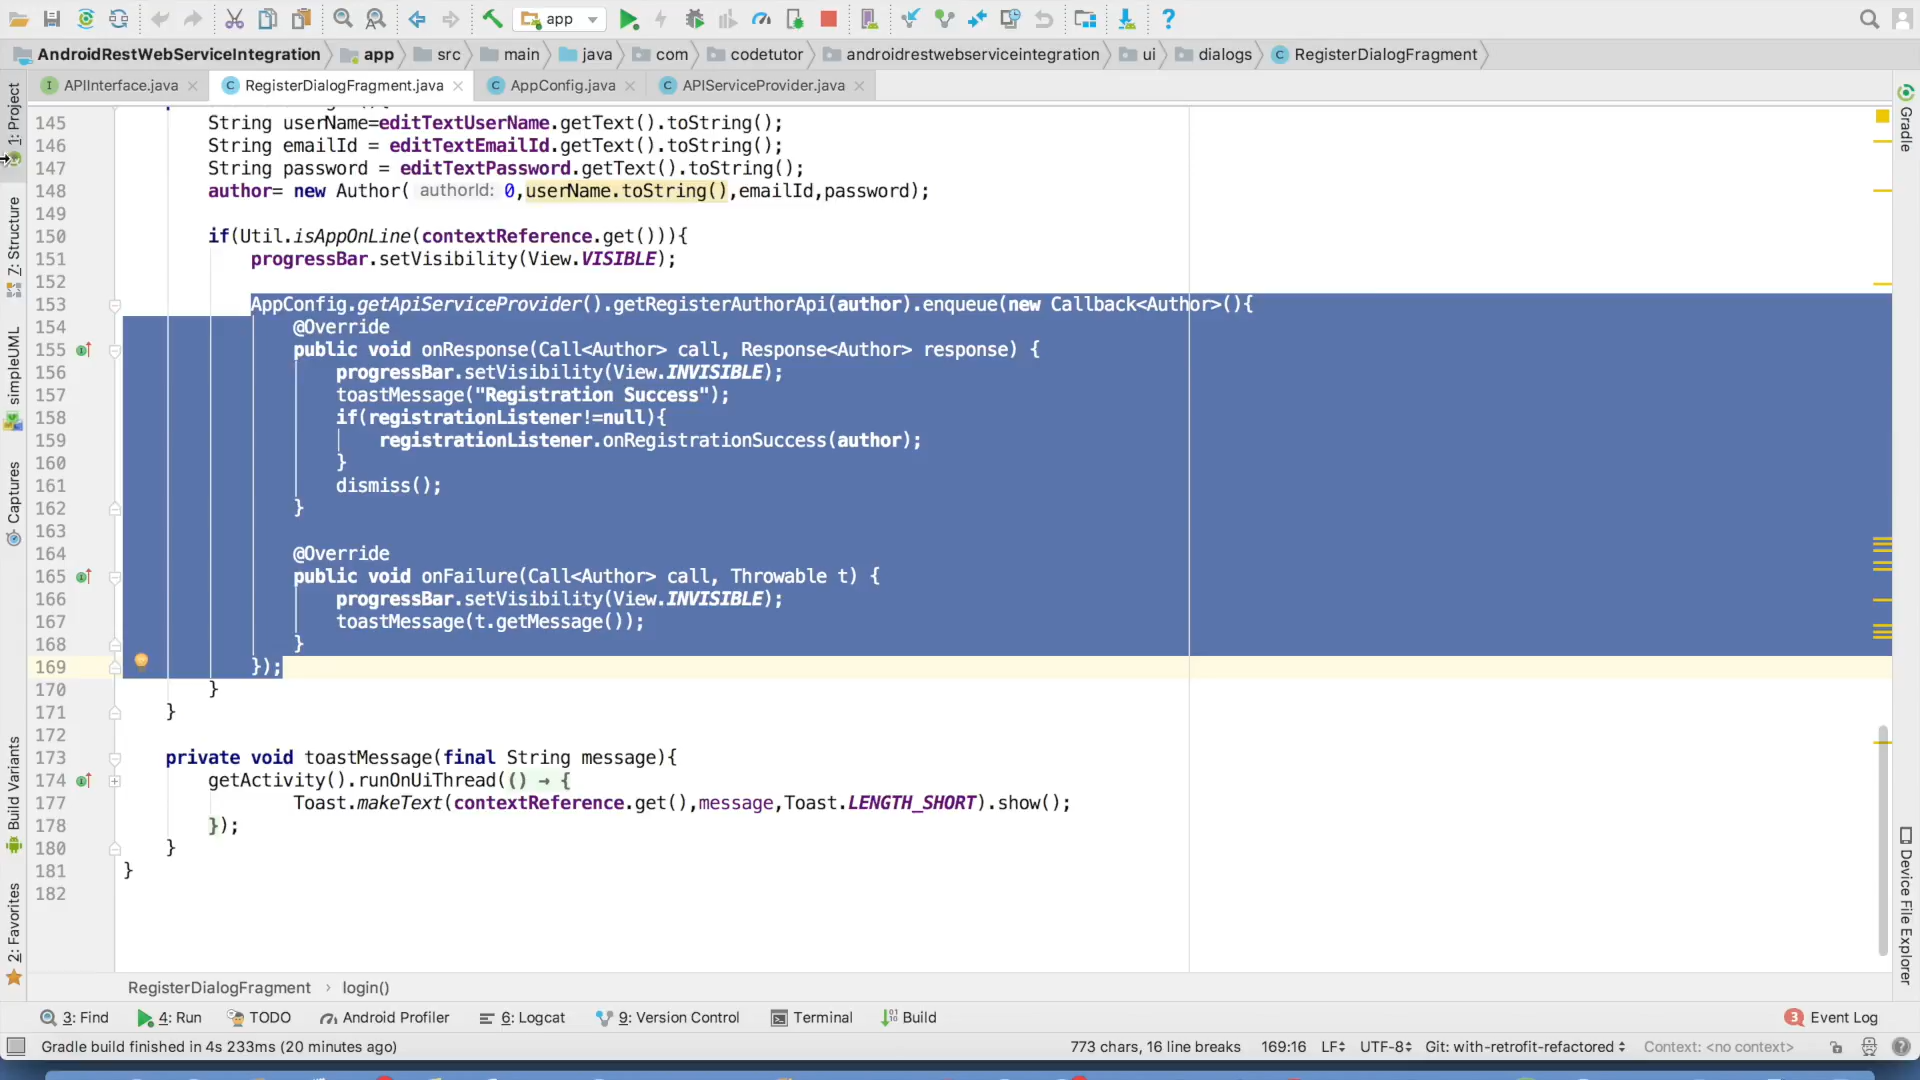 app
AndroidRestWebServiceIntegration app src main java com codetutor androidrestwebserviceintegration ui dialogs RegisterDialogFragment
APIInterface.java RegisterDialogFragment.java AppConfig.java APIServiceProvider.java
145 String userName=editTextUserName.getText().toString();
146 String emailId = editTextEmailId.getText().toString();
147 String password = editTextPassword.getText().toString();
148 author= new Author( authorId: 0,userName.toString(),emailId,password);
149
150 if(Util.isAppOnLine(contextReference.get())){
151 progressBar.setVisibility(View.VISIBLE);
152
153 AppConfig.getApiServiceProvider().getRegisterAuthorApi(author).enqueue(new Callback<Author>(){
154 @Override
155 public void onResponse(Call<Author> call, Response<Author> response) {
156 progressBar.setVisibility(View.INVISIBLE);
157 toastMessage("Registration Success");
158 if(registrationListener!=null){
159 registrationListener.onRegistrationSuccess(author);
160 }
161 dismiss();
162 }
163
164 @Override
165 public void onFailure(Call<Author> call, Throwable t) {
166 progressBar.setVisibility(View.INVISIBLE);
167 toastMessage(t.getMessage());
168 }
169 });
170 }
171 }
172
173 private void toastMessage(final String message){
174 getActivity().runOnUiThread(() → {
177 Toast.makeText(contextReference.get(),message,Toast.LENGTH_SHORT).show();
178 });
180 }
181 }
182
RegisterDialogFragment › login()
3: Find 4: Run TODO Android Profiler 6: Logcat 9: Version Control Terminal Build 3 Event Log
Gradle build finished in 4s 233ms (20 minutes ago) 773 chars, 16 line breaks 169:16 LF UTF-8 Git: with-retrofit-refactored Context: <no context>
1: Project
7: Structure
simpleUML
Captures
Build Variants
2: Favorites
Gradle
Device File Explorer